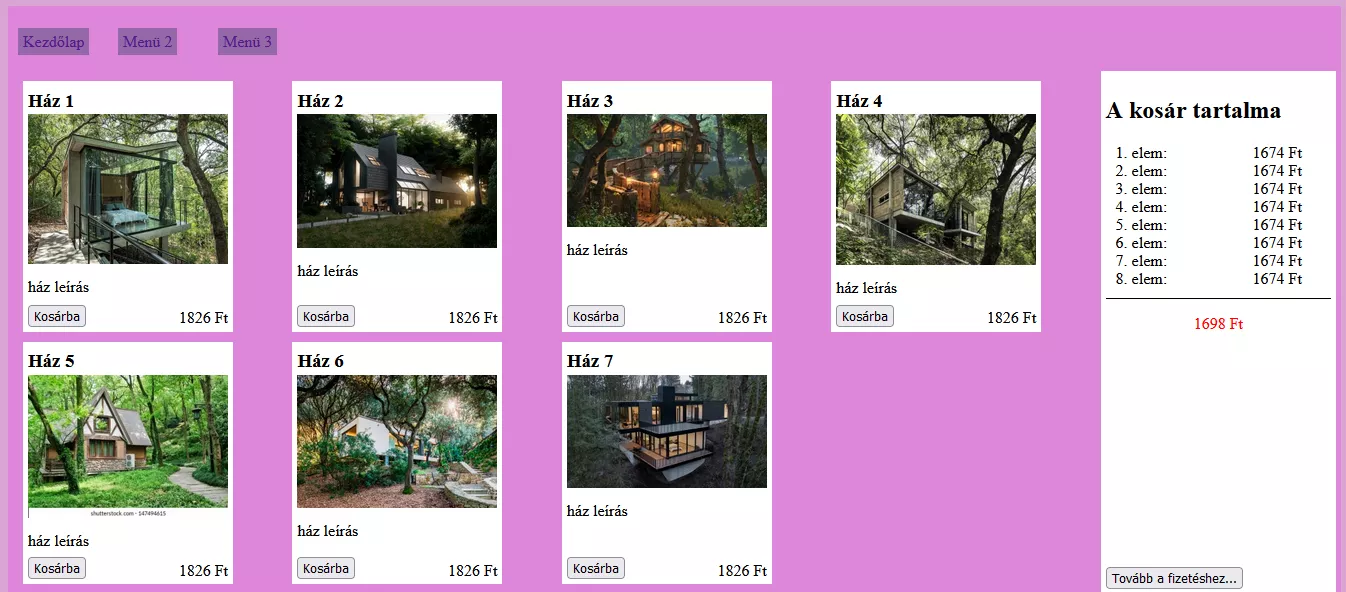 Kezdőlap Menü 2 Menü 3
Ház 1
ház leírás
Kosárba 1826 Ft
Ház 2
ház leírás
Kosárba 1826 Ft
Ház 3
ház leírás
Kosárba 1826 Ft
Ház 4
ház leírás
Kosárba 1826 Ft
Ház 5
shutterstock.com · 147494615
ház leírás
Kosárba 1826 Ft
Ház 6
ház leírás
Kosárba 1826 Ft
Ház 7
ház leírás
Kosárba 1826 Ft
A kosár tartalma
1. elem: 1674 Ft
2. elem: 1674 Ft
3. elem: 1674 Ft
4. elem: 1674 Ft
5. elem: 1674 Ft
6. elem: 1674 Ft
7. elem: 1674 Ft
8. elem: 1674 Ft
1698 Ft
Tovább a fizetéshez...